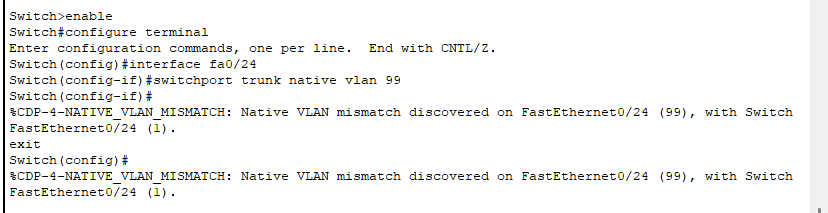 Switch>enable
Switch#configure terminal
Enter configuration commands, one per line.  End with CNTL/Z.
Switch(config)#interface fa0/24
Switch(config-if)#switchport trunk native vlan 99
Switch(config-if)#
%CDP-4-NATIVE_VLAN_MISMATCH: Native VLAN mismatch discovered on FastEthernet0/24 (99), with Switch
FastEthernet0/24 (1).
exit
Switch(config)#
%CDP-4-NATIVE_VLAN_MISMATCH: Native VLAN mismatch discovered on FastEthernet0/24 (99), with Switch
FastEthernet0/24 (1).